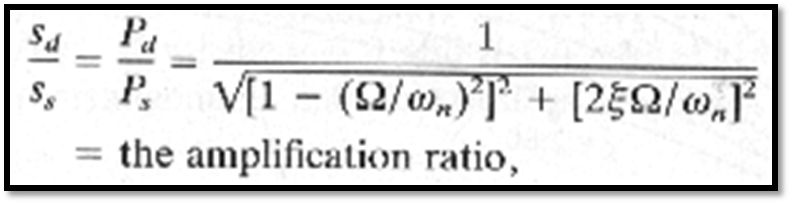 s_d/s_s = P_d/P_s = 1/√([1 − (Ω/ω_n)²]² + [2ξΩ/ω_n]²)
= the amplification ratio,